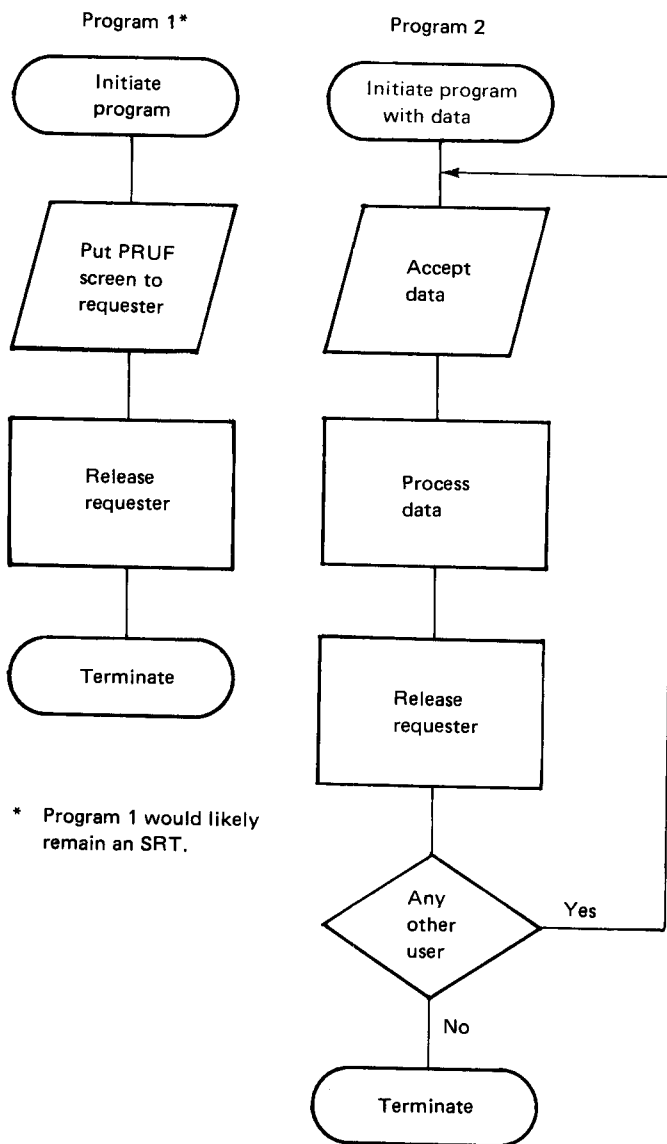 Program 1*
Initiate
program
Put PRUF
screen to
requester
Release
requester
Terminate
* Program 1 would likely
remain an SRT.
Program 2
Initiate program
with data
Accept
data
Process
data
Release
requester
Any
other
user
Yes
No
Terminate